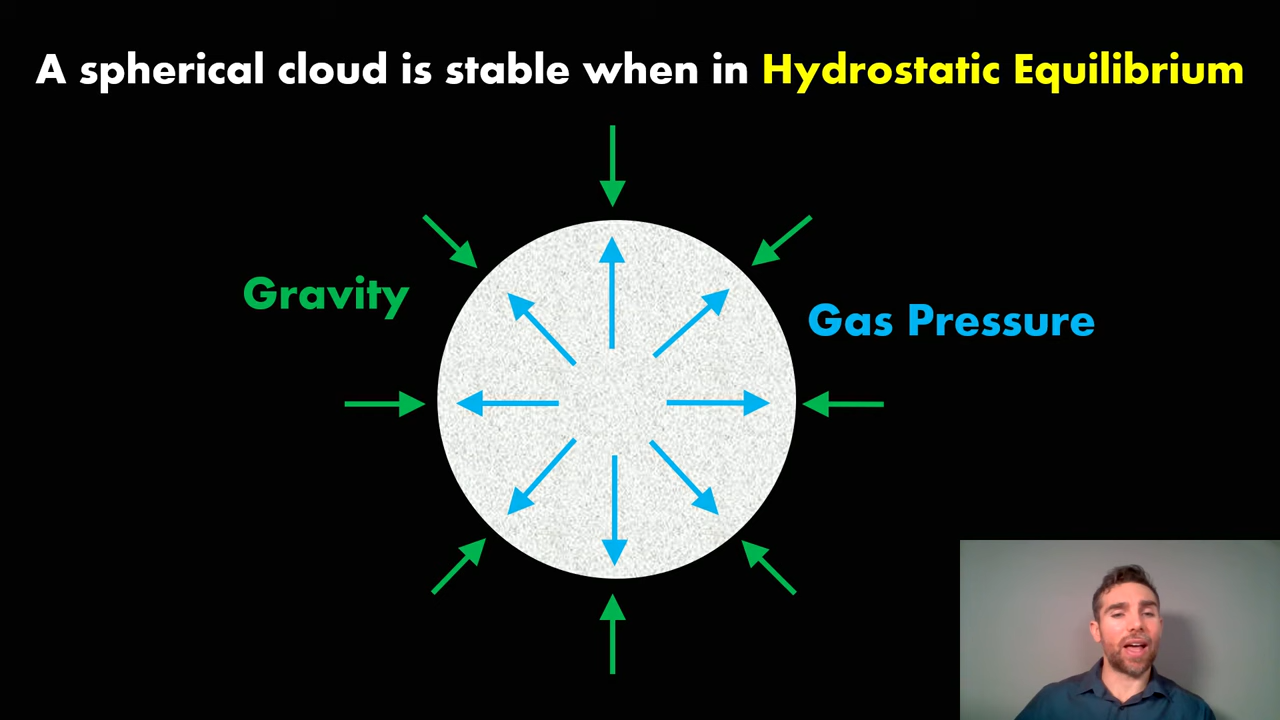 A spherical cloud is stable when in Hydrostatic Equilibrium
Gravity
Gas Pressure